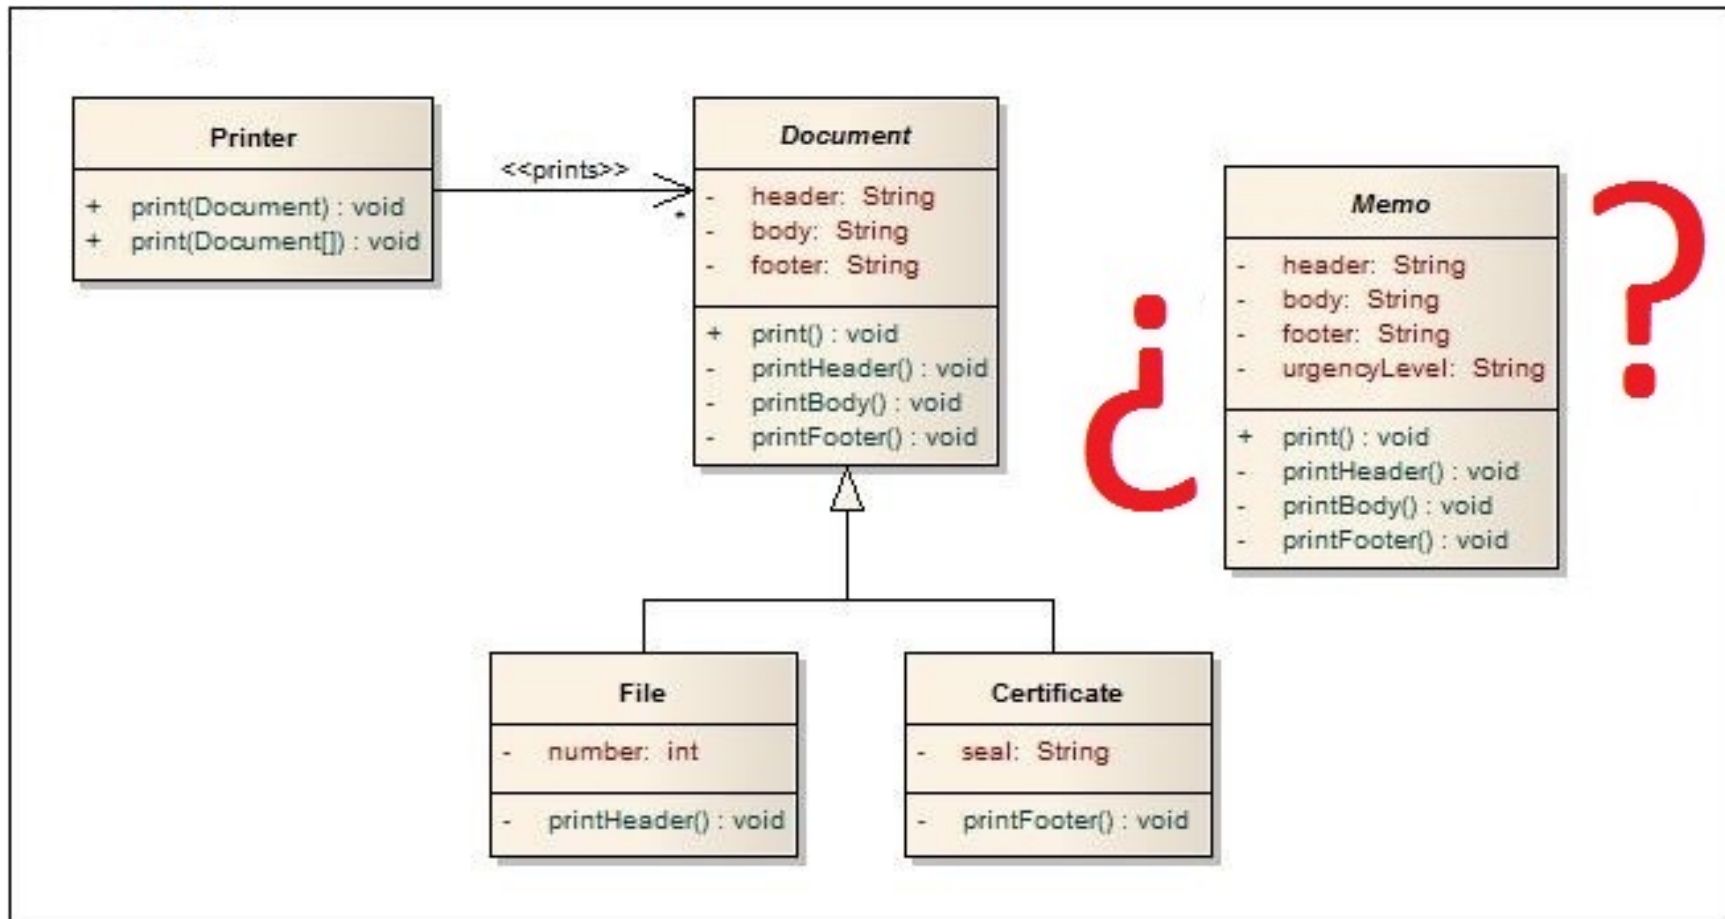 Printer
+ print(Document) : void
+ print(Document[]) : void
<<prints>>
*
Document
- header: String
- body: String
- footer: String
+ print() : void
- printHeader() : void
- printBody() : void
- printFooter() : void
¿
Memo
- header: String
- body: String
- footer: String
- urgencyLevel: String
+ print() : void
- printHeader() : void
- printBody() : void
- printFooter() : void
?
File
- number: int
- printHeader() : void
Certificate
- seal: String
- printFooter() : void